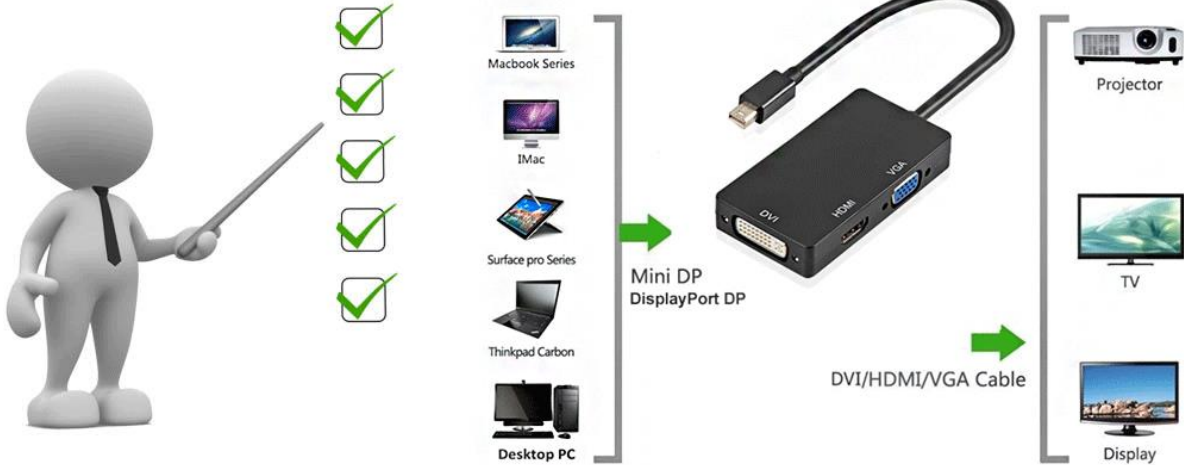 Macbook Series
IMac
Surface pro Series
Thinkpad Carbon
Desktop PC
Mini DP
DisplayPort DP
DVI
HDMI
VGA
DVI/HDMI/VGA Cable
Projector
TV
Display